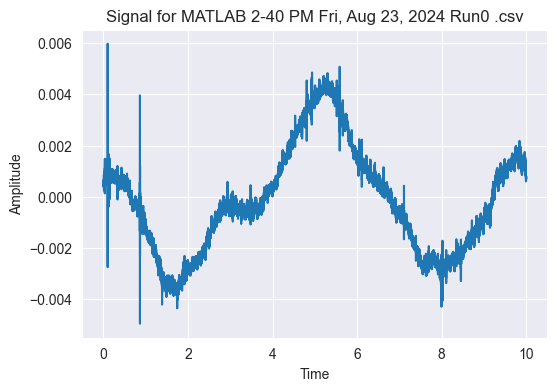 Signal for MATLAB 2-40 PM Fri, Aug 23, 2024 Run0 .csv
Amplitude
0.006
0.004
0.002
0.000
−0.002
−0.004
0 2 4 6 8 10
Time